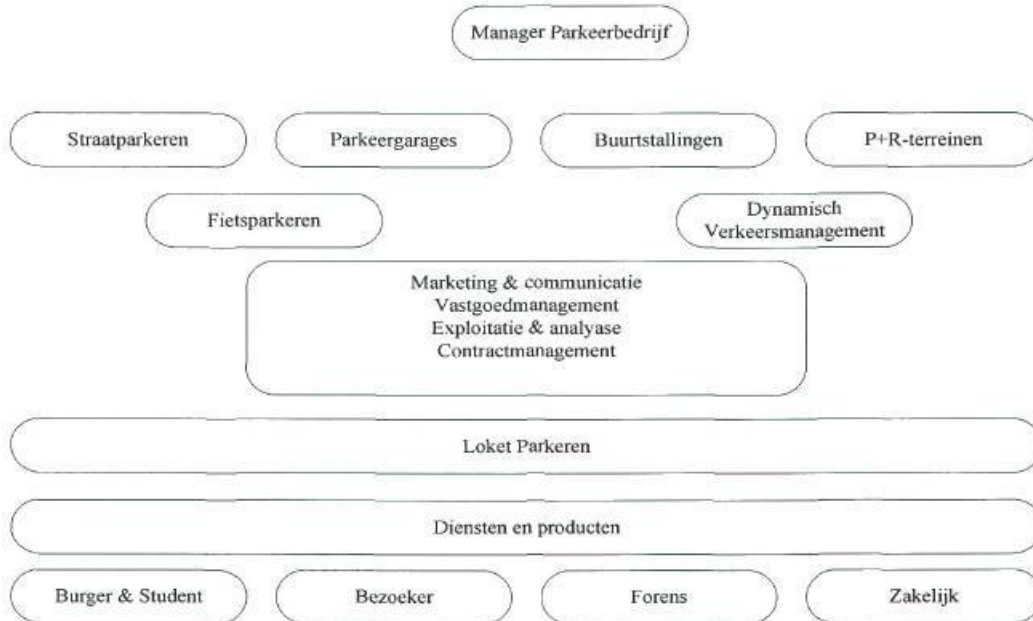 Manager Parkeerbedrijf
Straatparkeren
Parkeergarages
Buurtstallingen
P+R-terreinen
Fietsparkeren
Dynamisch
Verkeersmanagement
Marketing & communicatie
Vastgoedmanagement
Exploitatie & analyase
Contractmanagement
Loket Parkeren
Diensten en producten
Burger & Student
Bezoeker
Forens
Zakelijk